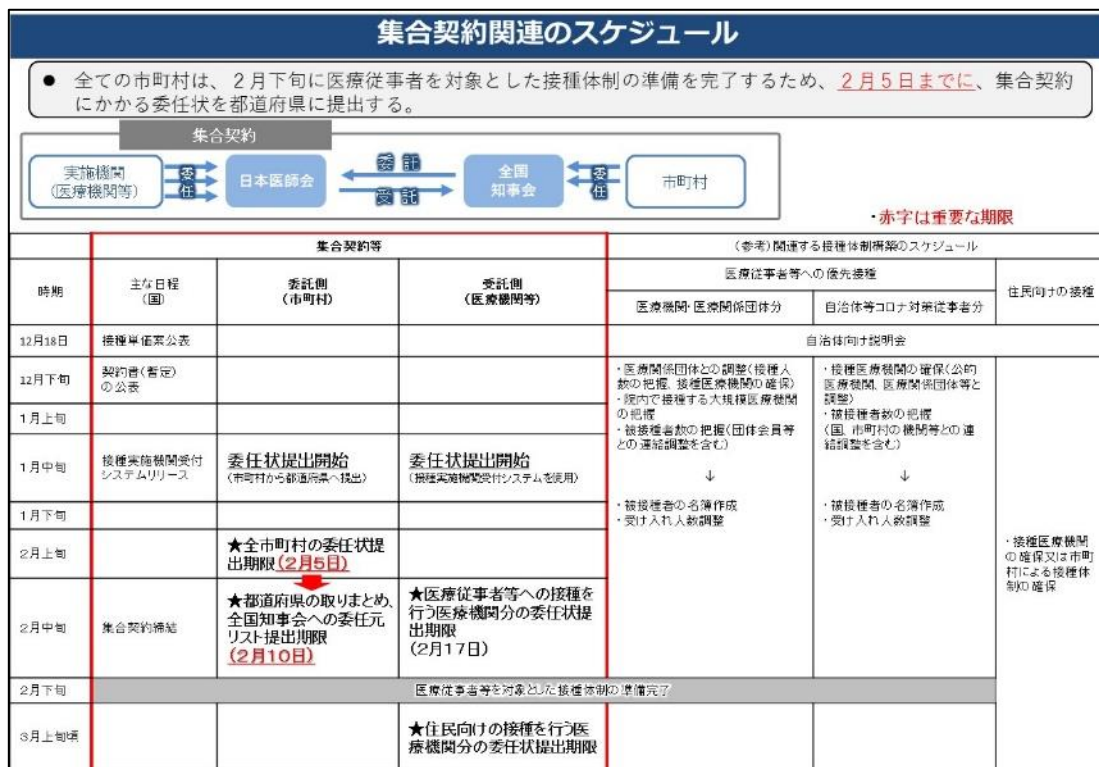 集合契約関連のスケジュール
● 全ての市町村は、２月下旬に医療従事者を対象とした接種体制の準備を完了するため、２月５日までに、集合契約
にかかる委任状を都道府県に提出する。
集合契約
実施機関
(医療機関等)
委
任
日本医師会
委 託
受 託
全国
知事会
委
任
市町村
・赤字は重要な期限
時期
集合契約等
(参考)関連する接種体制構築のスケジュール
主な日程
(国)
委託側
(市町村)
受託側
(医療機関等)
医療従事者等への優先接種
住民向けの接種
医療機関・医療関係団体分
自治体等コロナ対策従事者分
12月18日
接種単価案公表
自治体向け説明会
12月下旬
契約書(暫定)
の公表
・医療関係団体との調整(接種人
数の把握、接種医療機関の確保)
・院内で接種する大規模医療機関
の把握
・被接種者数の把握(団体会員等
との連絡調整を含む)
↓
・被接種者の名簿作成
・受け入れ人数調整
・接種医療機関の確保(公的
医療機関、医療関係団体等と
調整)
・被接種者数の把握
(国、市町村の機関等との連
絡調整を含む)
↓
・被接種者の名簿作成
・受け入れ人数調整
・接種医療機関
の確保又は市町
村による接種体
制の確保
1月上旬
1月中旬
接種実施機関受付
システムリリース
委任状提出開始
(市町村から都道府県へ提出)
委任状提出開始
(接種実施機関受付システムを使用)
1月下旬
2月上旬
★全市町村の委任状提
出期限(２月５日)
2月中旬
集合契約締結
★都道府県の取りまとめ、
全国知事会への委任元
リスト提出期限
(２月10日)
★医療従事者等への接種を
行う医療機関分の委任状提
出期限
(２月17日)
2月下旬
医療従事者等を対象とした接種体制の準備完了
3月上旬頃
★住民向けの接種を行う医
療機関分の委任状提出期限